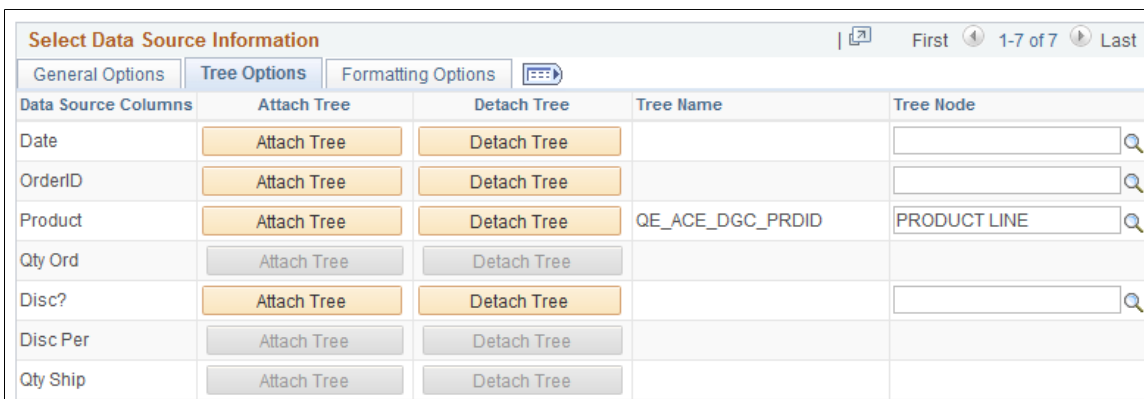 Select Data Source Information | First 1-7 of 7 Last
General Options Tree Options Formatting Options
Data Source Columns Attach Tree Detach Tree Tree Name Tree Node
Date Attach Tree Detach Tree
OrderID Attach Tree Detach Tree
Product Attach Tree Detach Tree QE_ACE_DGC_PRDID PRODUCT LINE
Qty Ord Attach Tree Detach Tree
Disc? Attach Tree Detach Tree
Disc Per Attach Tree Detach Tree
Qty Ship Attach Tree Detach Tree